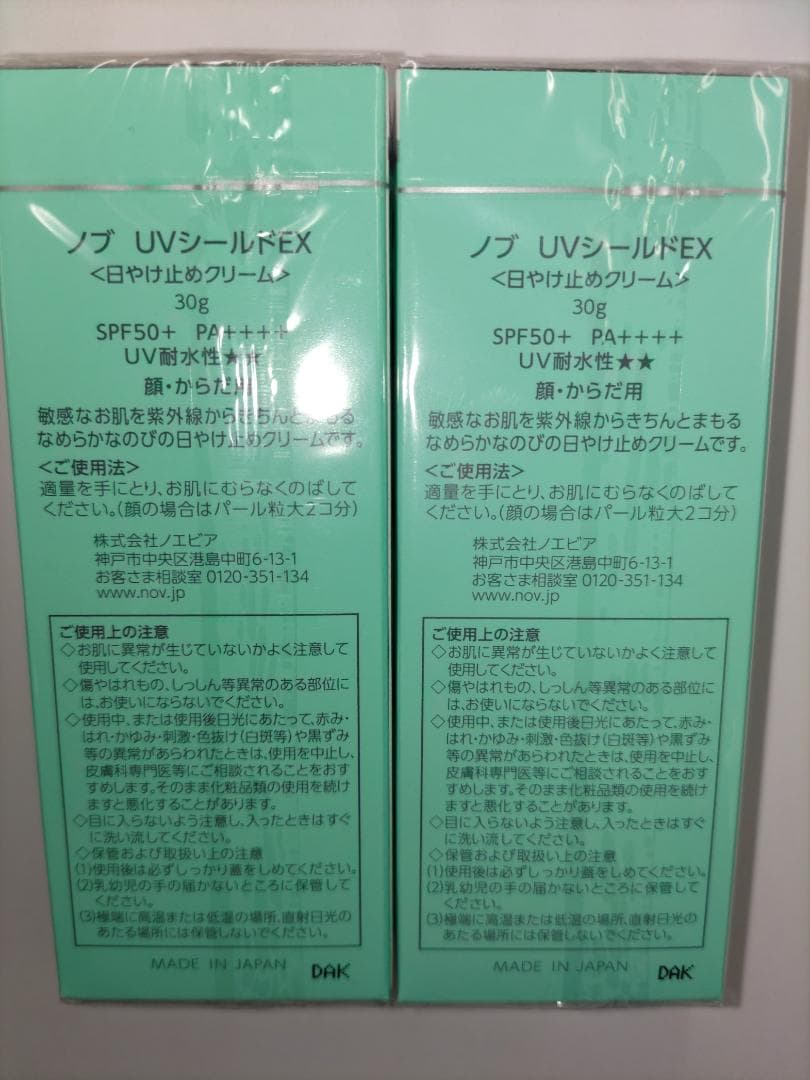 ノブ UVシールドEX
<日やけ止めクリーム>
30g
SPF50+ PA++++
UV耐水性★★
顔・からだ用
敏感なお肌を紫外線からきちんとまもる
なめらかなのびの日やけ止めクリームです。
<ご使用法>
適量を手にとり、お肌にむらなくのばして
ください。(顔の場合はパール粒大2コ分)
株式会社ノエビア
神戸市中央区港島中町6-13-1
お客さま相談室 0120-351-134
www.nov.jp
ご使用上の注意
◇お肌に異常が生じていないかよく注意して
使用してください。
◇傷やはれもの、しっしん等異常のある部位に
は、お使いにならないでください。
◇使用中、または使用後日光にあたって、赤み・
はれ・かゆみ・刺激・色抜け(白斑等)や黒ずみ
等の異常があらわれたときは、使用を中止し、
皮膚科専門医等にご相談されることをおす
すめします。そのまま化粧品類の使用を続け
ますと悪化することがあります。
◇目に入らないよう注意し、入ったときはすぐ
に洗い流してください。
◇保管および取扱い上の注意
(1)使用後は必ずしっかり蓋をしめてください。
(2)乳幼児の手の届かないところに保管して
ください。
(3)極端に高温または低温の場所、直射日光の
あたる場所には保管しないでください。
MADE IN JAPAN
DAK
ノブ UVシールドEX
<日やけ止めクリーム>
30g
SPF50+ PA++++
UV耐水性★★
顔・からだ用
敏感なお肌を紫外線からきちんとまもる
なめらかなのびの日やけ止めクリームです。
<ご使用法>
適量を手にとり、お肌にむらなくのばして
ください。(顔の場合はパール粒大2コ分)
株式会社ノエビア
神戸市中央区港島中町6-13-1
お客さま相談室 0120-351-134
www.nov.jp
ご使用上の注意
◇お肌に異常が生じていないかよく注意して
使用してください。
◇傷やはれもの、しっしん等異常のある部位に
は、お使いにならないでください。
◇使用中、または使用後日光にあたって、赤み・
はれ・かゆみ・刺激・色抜け(白斑等)や黒ずみ
等の異常があらわれたときは、使用を中止し、
皮膚科専門医等にご相談されることをおす
すめします。そのまま化粧品類の使用を続け
ますと悪化することがあります。
◇目に入らないよう注意し、入ったときはすぐ
に洗い流してください。
◇保管および取扱い上の注意
(1)使用後は必ずしっかり蓋をしめてください。
(2)乳幼児の手の届かないところに保管して
ください。
(3)極端に高温または低温の場所、直射日光の
あたる場所には保管しないでください。
MADE IN JAPAN
DAK